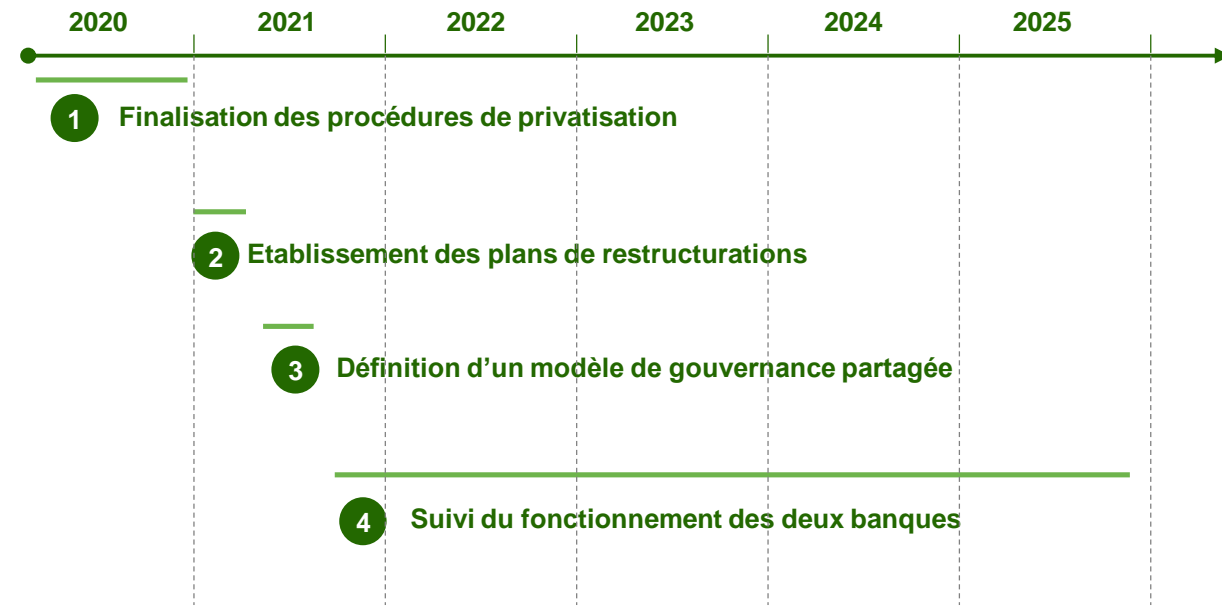 2020 2021 2022 2023 2024 2025
1 Finalisation des procédures de privatisation
2 Etablissement des plans de restructurations
3 Définition d’un modèle de gouvernance partagée
4 Suivi du fonctionnement des deux banques